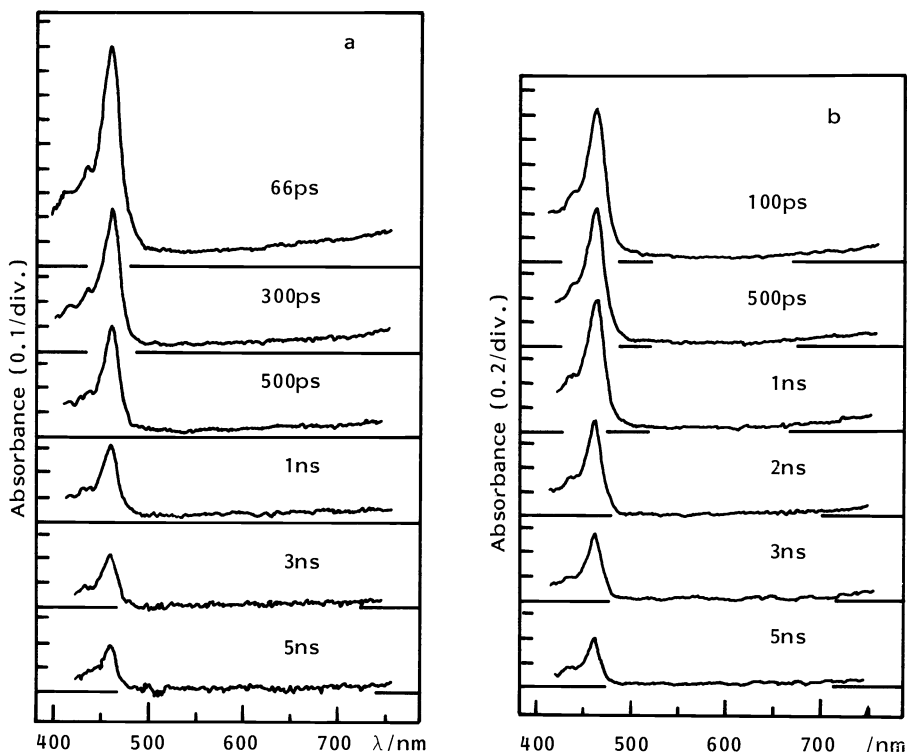 a
66ps
300ps
500ps
1ns
3ns
5ns
Absorbance (0.1/div.)
400 500 600 700 λ/nm
b
100ps
500ps
1ns
2ns
3ns
5ns
Absorbance (0.2/div.)
400 500 600 700 /nm